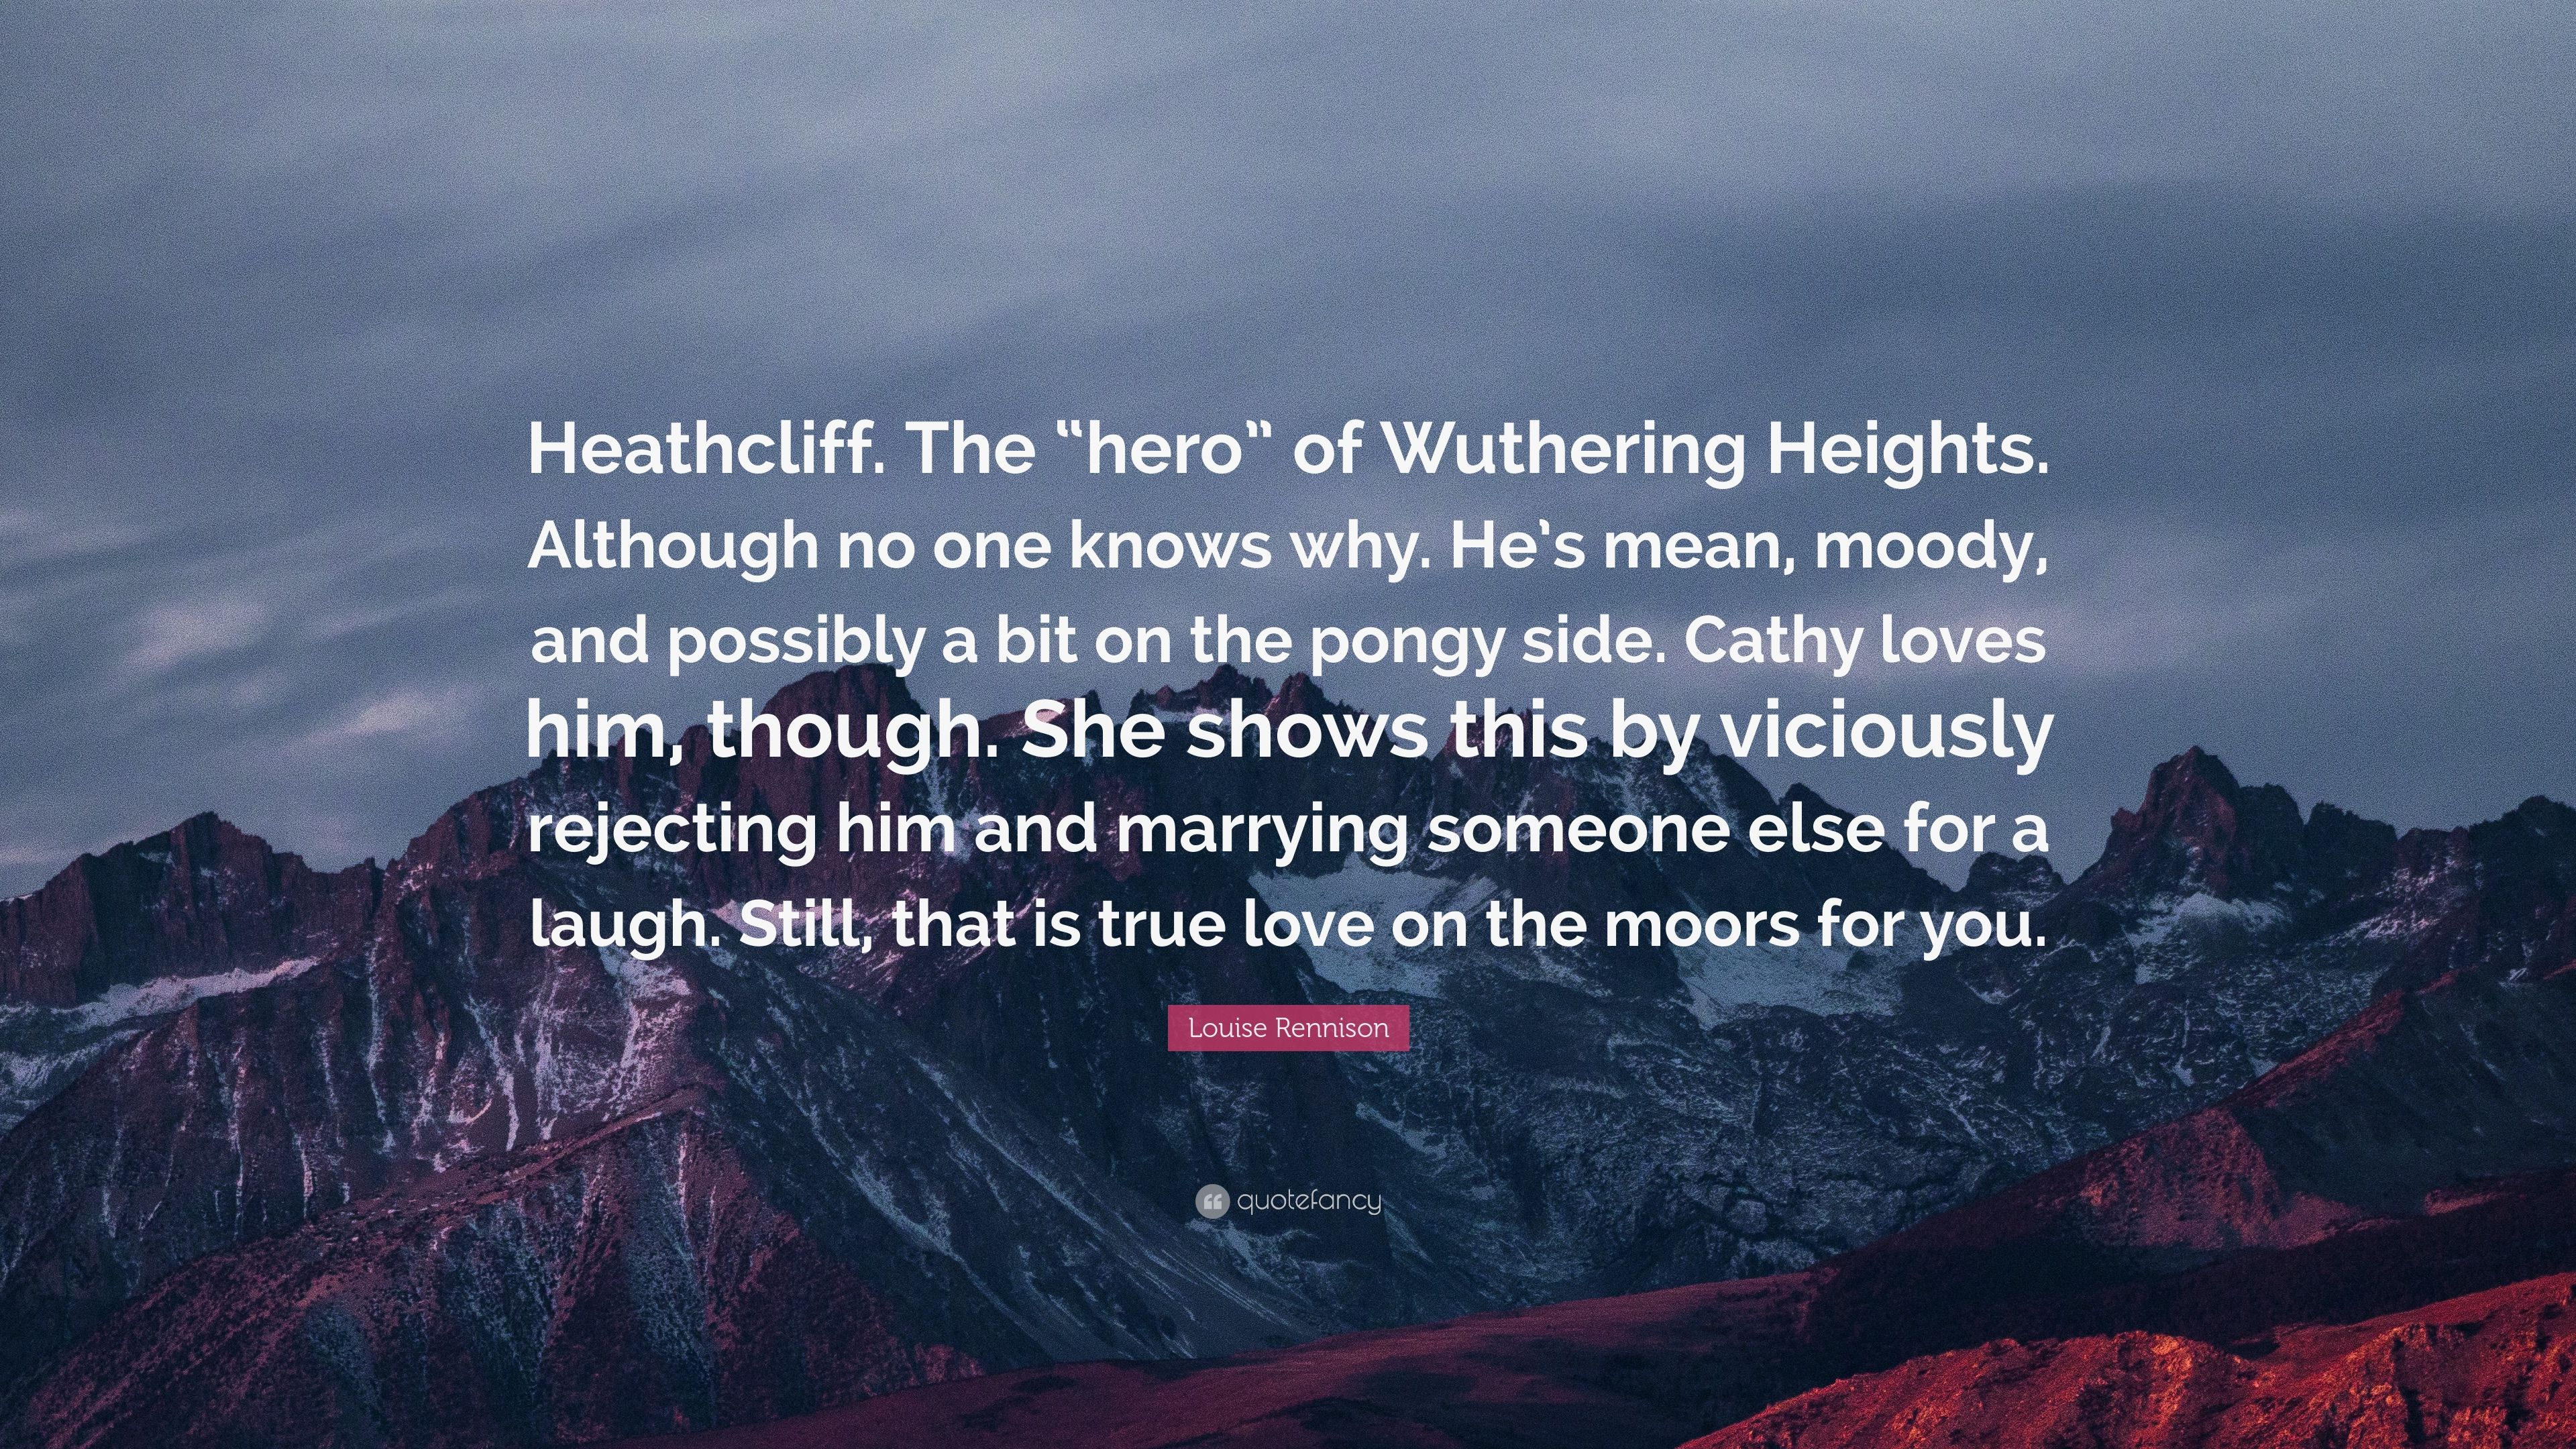 Heathcliff. The “hero” of Wuthering Heights.
Although no one knows why. He’s mean, moody,
and possibly a bit on the pongy side. Cathy loves
him, though. She shows this by viciously
rejecting him and marrying someone else for a
laugh. Still, that is true love on the moors for you.
Louise Rennison
quotefancy